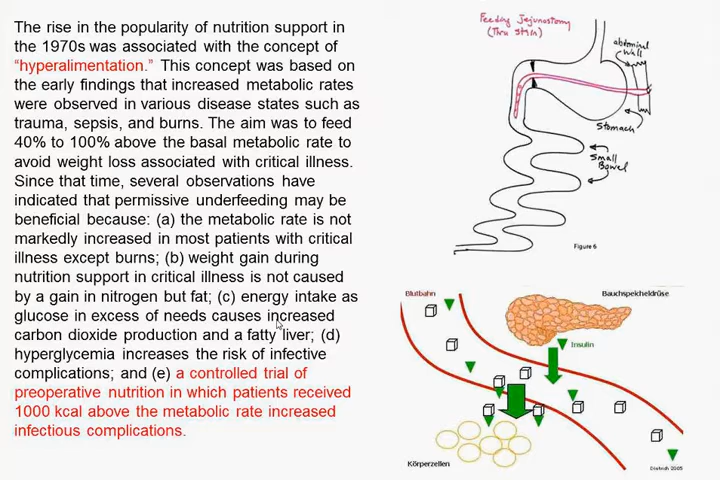 The rise in the popularity of nutrition support in
the 1970s was associated with the concept of
“hyperalimentation.” This concept was based on
the early findings that increased metabolic rates
were observed in various disease states such as
trauma, sepsis, and burns. The aim was to feed
40% to 100% above the basal metabolic rate to
avoid weight loss associated with critical illness.
Since that time, several observations have
indicated that permissive underfeeding may be
beneficial because: (a) the metabolic rate is not
markedly increased in most patients with critical
illness except burns; (b) weight gain during
nutrition support in critical illness is not caused
by a gain in nitrogen but fat; (c) energy intake as
glucose in excess of needs causes increased
carbon dioxide production and a fatty liver; (d)
hyperglycemia increases the risk of infective
complications; and (e) a controlled trial of
preoperative nutrition in which patients received
1000 kcal above the metabolic rate increased
infectious complications.
Feeding Jejunostomy
(Thru Stoma)
abdominal
wall
Stomach
Small
Bowel
Figure 6
Blutbahn
Bauchspeicheldrüse
Insulin
Körperzellen
Dietrich 2005